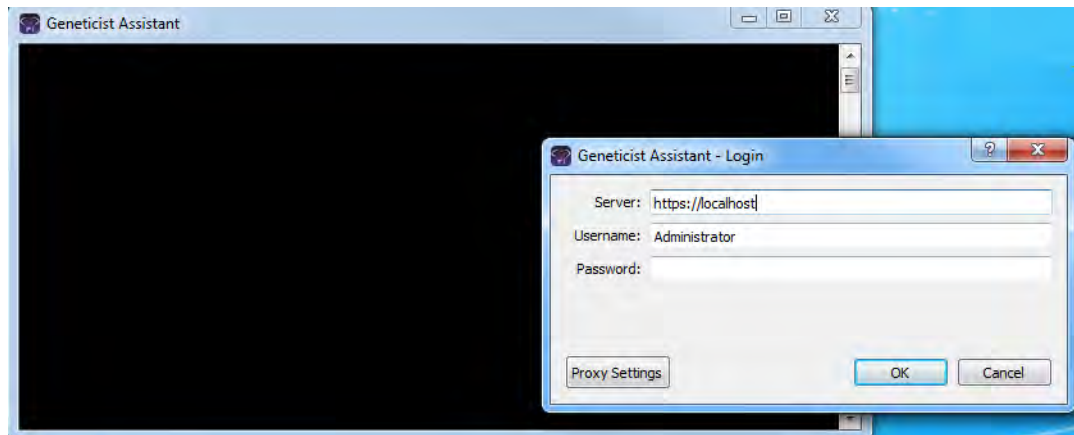 Geneticist Assistant
Geneticist Assistant - Login
Server: https://localhost
Username: Administrator
Password:
Proxy Settings
OK
Cancel